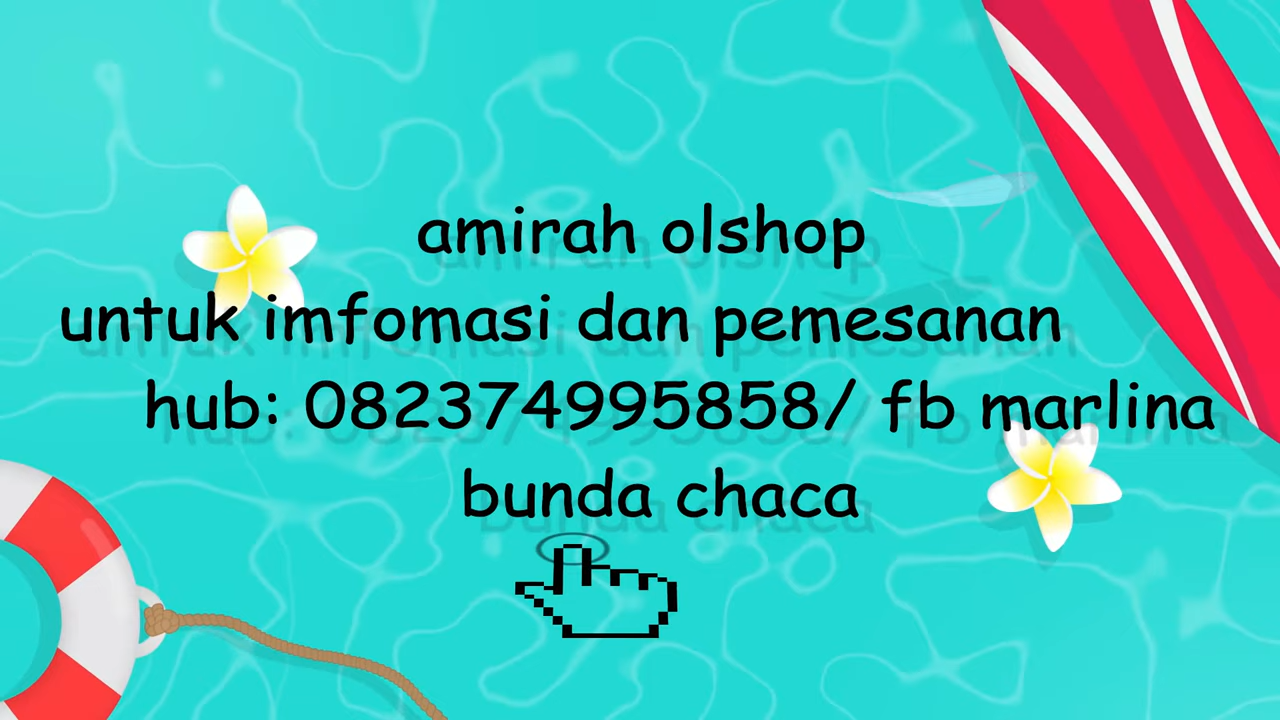 amirah olshop
untuk imfomasi dan pemesanan
hub: 082374995858/ fb marlina
bunda chaca